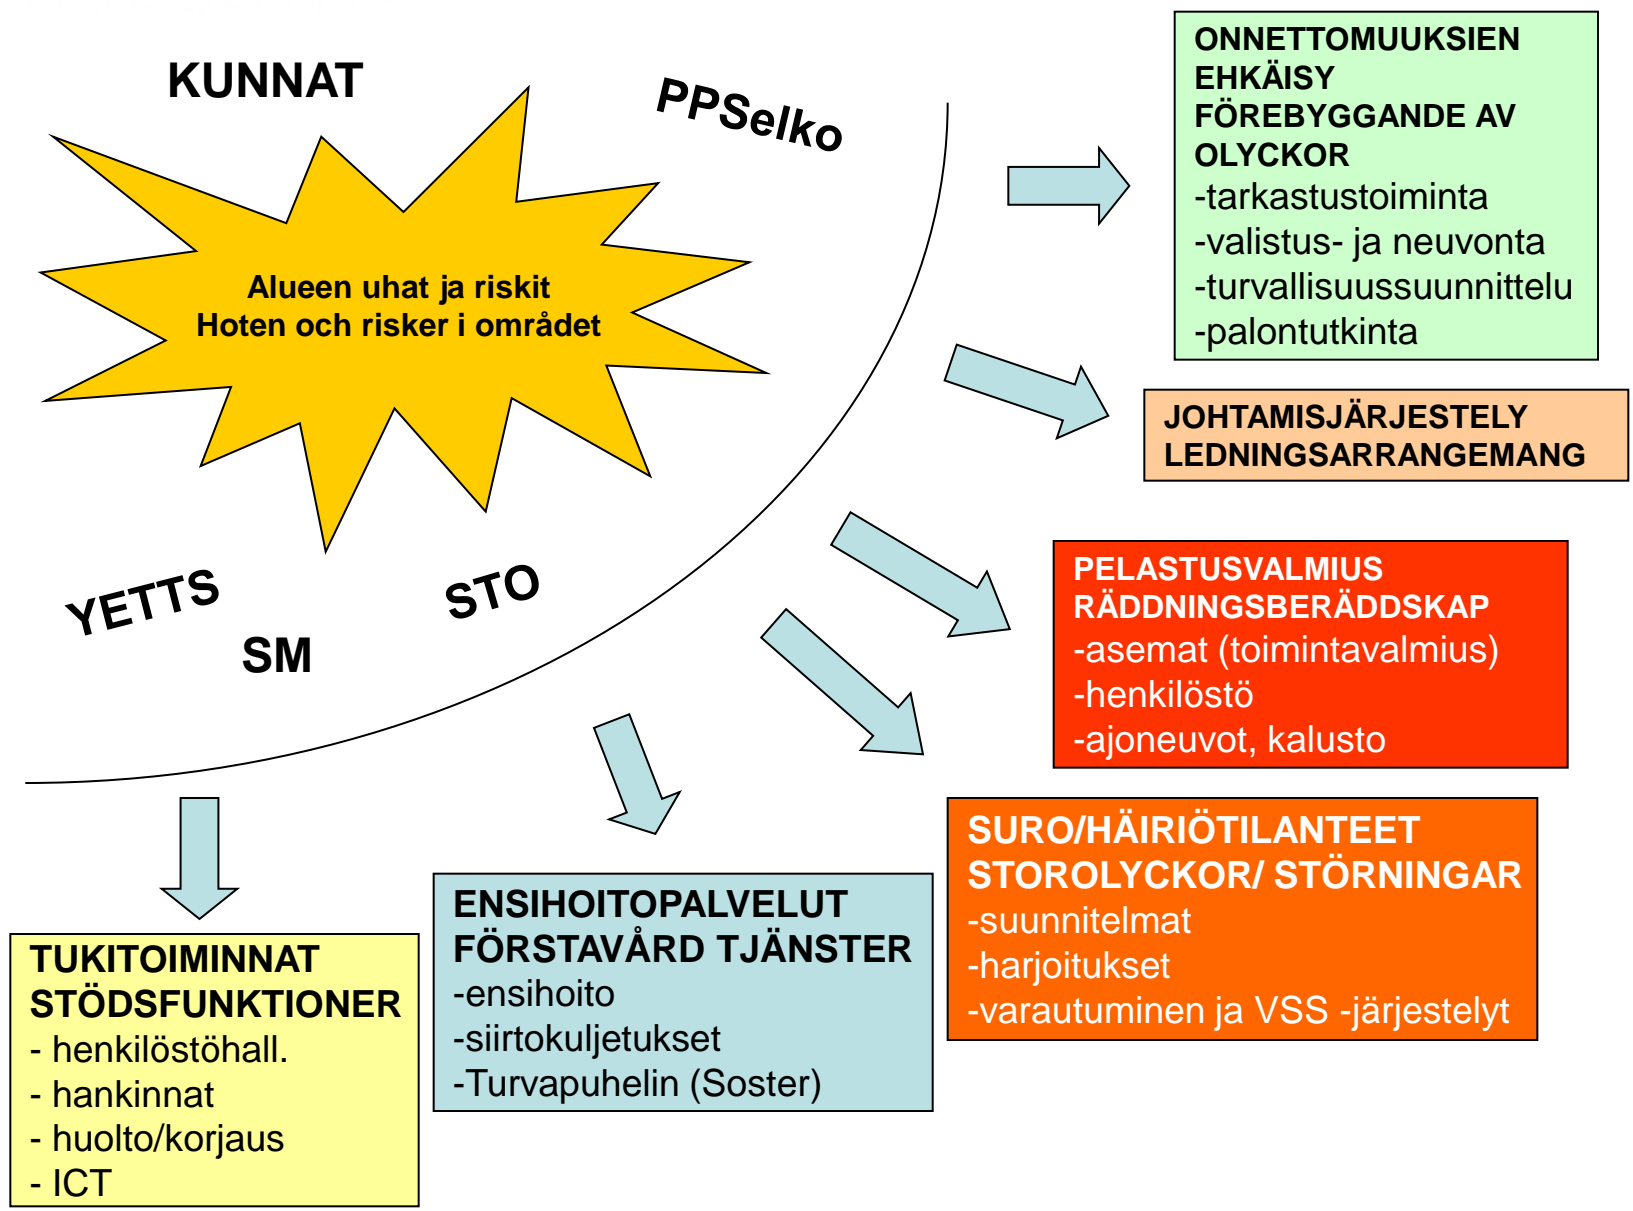 KUNNAT
PPSelko
Alueen uhat ja riskit
Hoten och risker i området
YETTS
SM
STO
ONNETTOMUUKSIEN
EHKÄISY
FÖREBYGGANDE AV
OLYCKOR
-tarkastustoiminta
-valistus- ja neuvonta
-turvallisuussuunnittelu
-palontutkinta
JOHTAMISJÄRJESTELY
LEDNINGSARRANGEMANG
PELASTUSVALMIUS
RÄDDNINGSBERÄDDSKAP
-asemat (toimintavalmius)
-henkilöstö
-ajoneuvot, kalusto
SURO/HÄIRIÖTILANTEET
STOROLYCKOR/ STÖRNINGAR
-suunnitelmat
-harjoitukset
-varautuminen ja VSS -järjestelyt
ENSIHOITOPALVELUT
FÖRSTAVÅRD TJÄNSTER
-ensihoito
-siirtokuljetukset
-Turvapuhelin (Soster)
TUKITOIMINNAT
STÖDSFUNKTIONER
- henkilöstöhall.
- hankinnat
- huolto/korjaus
- ICT